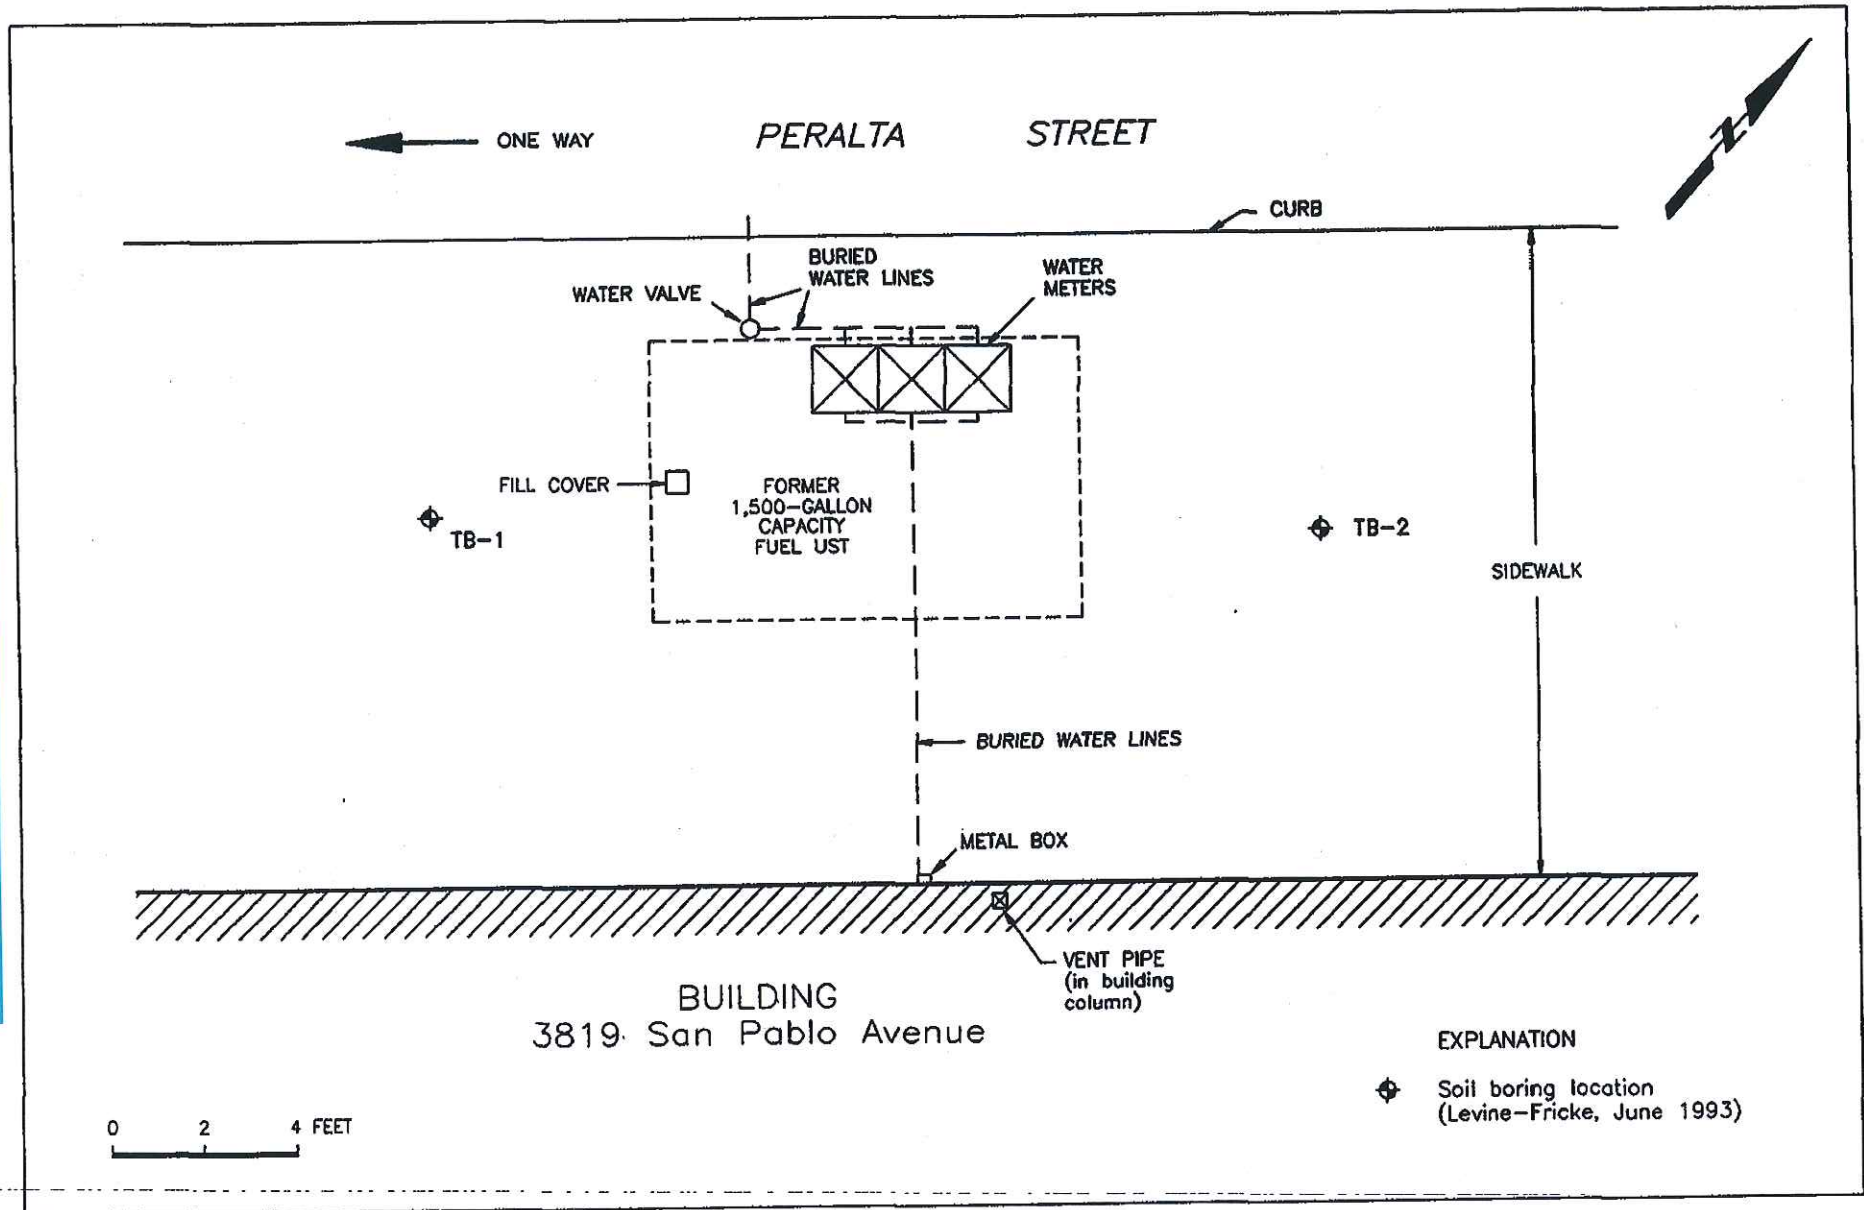 ONE WAY
PERALTA STREET
N
CURB
BURIED
WATER LINES
WATER
METERS
WATER VALVE
FILL COVER
FORMER
1,500-GALLON
CAPACITY
FUEL UST
TB-1
TB-2
SIDEWALK
BURIED WATER LINES
METAL BOX
VENT PIPE
(in building
column)
BUILDING
3819 San Pablo Avenue
EXPLANATION
Soil boring location
(Levine-Fricke, June 1993)
0 2 4 FEET